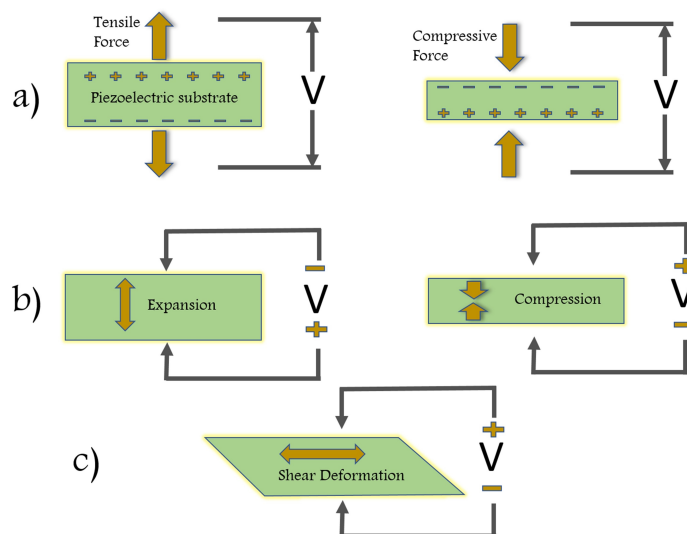 Tensile
Force
+ + + + + + +
Piezoelectric substrate
− − − − − − −
V
a)
Compressive
Force
− − − − − − −
+ + + + + + +
V
b)
Expansion
−
V
+
Compression
+
V
−
c)
Shear Deformation
+
V
−